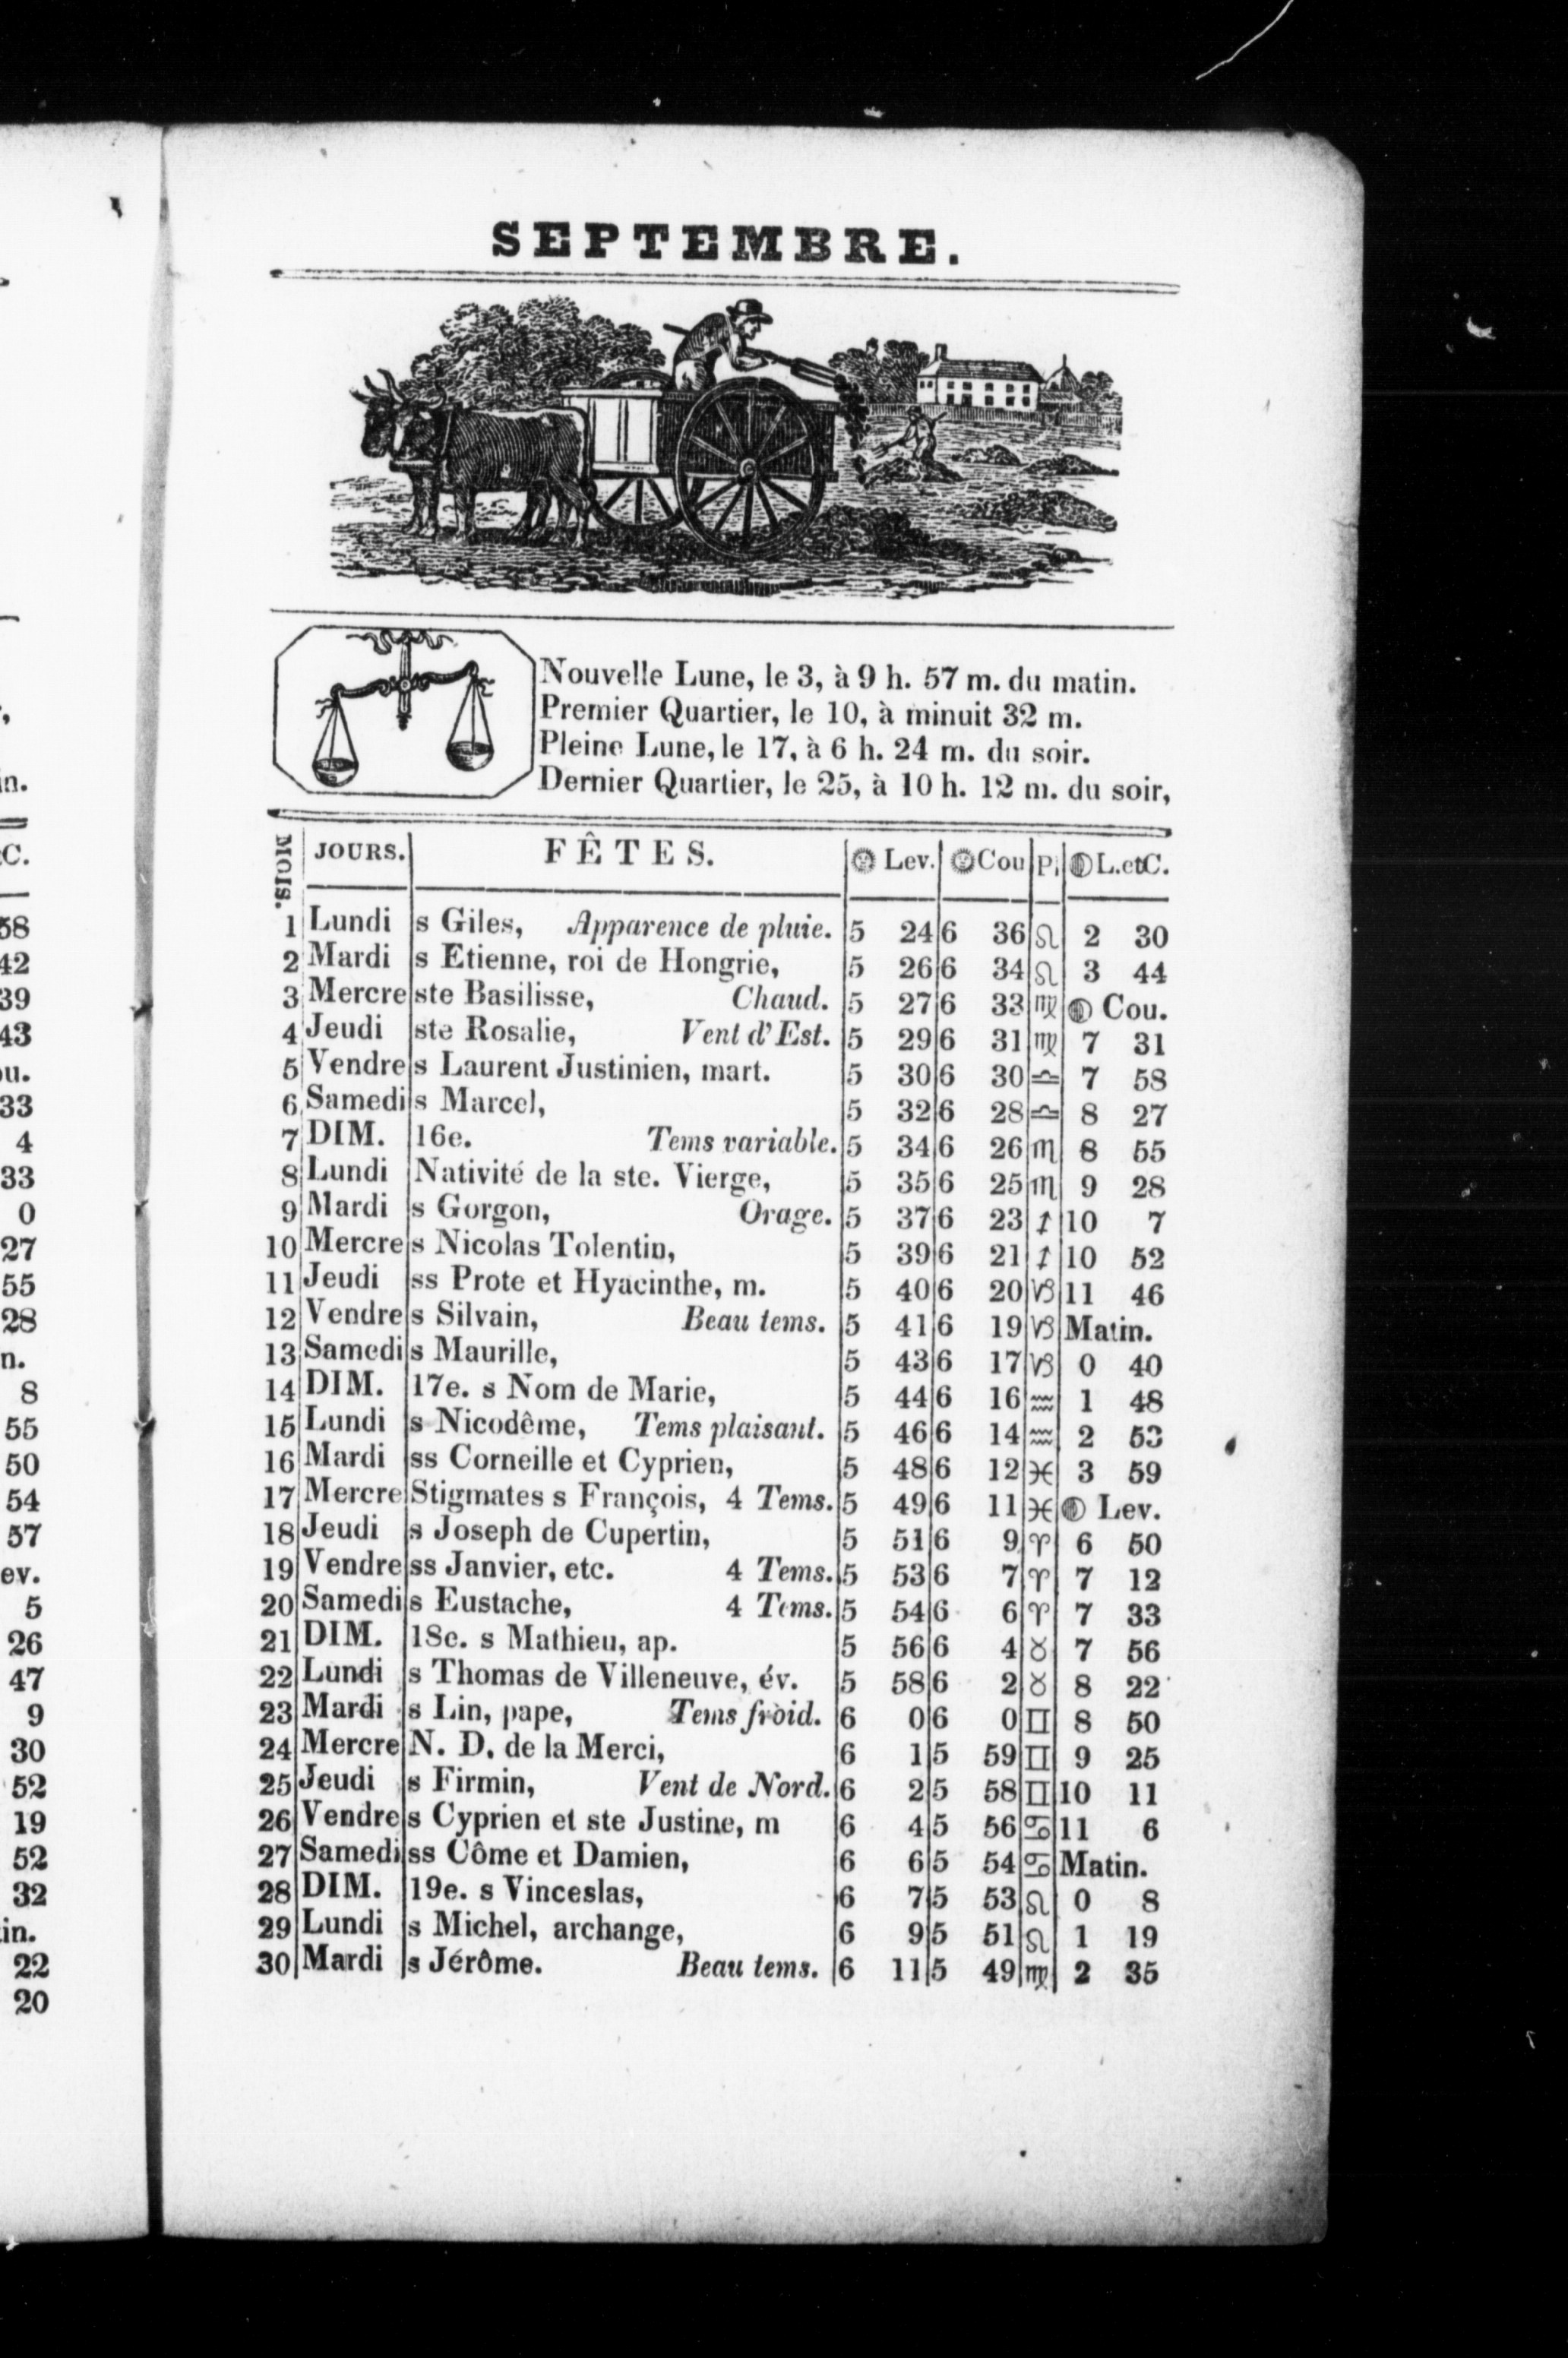 SEPTEMBRE.
Nouvelle Lune, le 3, à 9 h. 57 m. du matin.
Premier Quartier, le 10, à minuit 32 m.
Pleine Lune, le 17, à 6 h. 24 m. du soir.
Dernier Quartier, le 25, à 10 h. 12 m. du soir,
MOIS. JOURS. FÊTES. Lev. Cou P. L.etC.
1 Lundi s Giles, Apparence de pluie. 5 24 6 36 ♌ 2 30
2 Mardi s Etienne, roi de Hongrie, 5 26 6 34 ♌ 3 44
3 Mercre ste Basilisse, Chaud. 5 27 6 33 ♍ Cou.
4 Jeudi ste Rosalie, Vent d'Est. 5 29 6 31 ♍ 7 31
5 Vendre s Laurent Justinien, mart. 5 30 6 30 ♎ 7 58
6 Samedi s Marcel, 5 32 6 28 ♎ 8 27
7 DIM. 16e. Tems variable. 5 34 6 26 ♏ 8 55
8 Lundi Nativité de la ste. Vierge, 5 35 6 25 ♏ 9 28
9 Mardi s Gorgon, Orage. 5 37 6 23 ♐ 10 7
10 Mercre s Nicolas Tolentin, 5 39 6 21 ♐ 10 52
11 Jeudi ss Prote et Hyacinthe, m. 5 40 6 20 ♑ 11 46
12 Vendre s Silvain, Beau tems. 5 41 6 19 ♑ Matin.
13 Samedi s Maurille, 5 43 6 17 ♑ 0 40
14 DIM. 17e. s Nom de Marie, 5 44 6 16 ♒ 1 48
15 Lundi s Nicodême, Tems plaisant. 5 46 6 14 ♒ 2 53
16 Mardi ss Corneille et Cyprien, 5 48 6 12 ♓ 3 59
17 Mercre Stigmates s François, 4 Tems. 5 49 6 11 ♓ Lev.
18 Jeudi s Joseph de Cupertin, 5 51 6 9 ♈ 6 50
19 Vendre ss Janvier, etc. 4 Tems. 5 53 6 7 ♈ 7 12
20 Samedi s Eustache, 4 Tems. 5 54 6 6 ♈ 7 33
21 DIM. 18e. s Mathieu, ap. 5 56 6 4 ♉ 7 56
22 Lundi s Thomas de Villeneuve, év. 5 58 6 2 ♉ 8 22
23 Mardi s Lin, pape, Tems froid. 6 0 6 0 ♊ 8 50
24 Mercre N. D. de la Merci, 6 1 5 59 ♊ 9 25
25 Jeudi s Firmin, Vent de Nord. 6 2 5 58 ♊ 10 11
26 Vendre s Cyprien et ste Justine, m 6 4 5 56 ♋ 11 6
27 Samedi ss Côme et Damien, 6 6 5 54 ♋ Matin.
28 DIM. 19e. s Vinceslas, 6 7 5 53 ♌ 0 8
29 Lundi s Michel, archange, 6 9 5 51 ♌ 1 19
30 Mardi s Jérôme. Beau tems. 6 11 5 49 ♍ 2 35